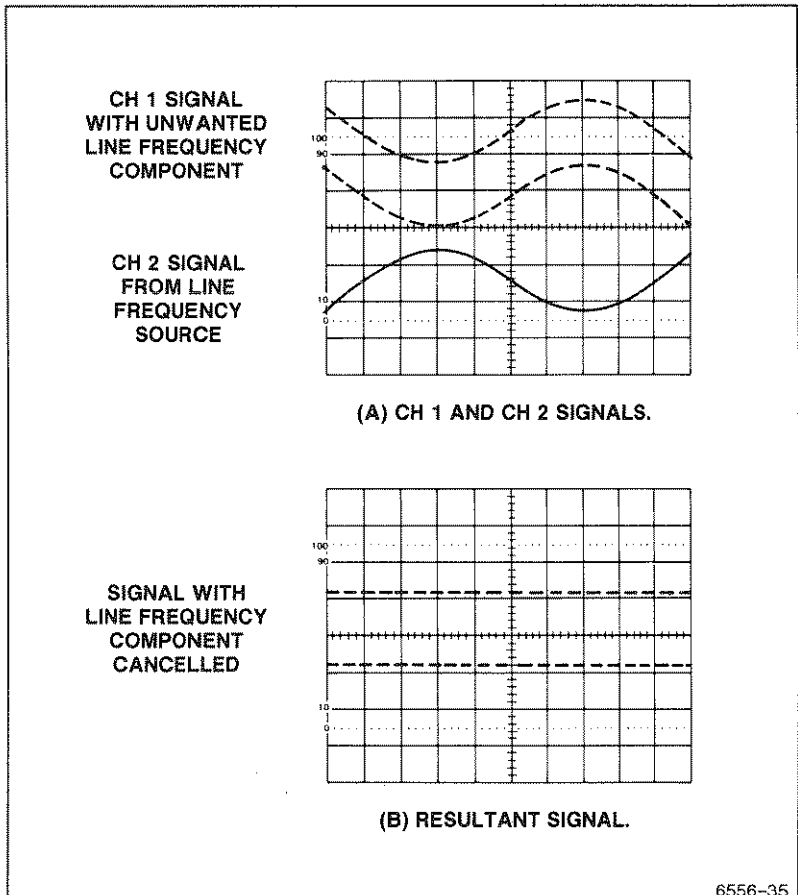 CH 1 SIGNAL
WITH UNWANTED
LINE FREQUENCY
COMPONENT
100
90
CH 2 SIGNAL
FROM LINE
FREQUENCY
SOURCE
10
0
(A) CH 1 AND CH 2 SIGNALS.
100
90
SIGNAL WITH
LINE FREQUENCY
COMPONENT
CANCELLED
10
0
(B) RESULTANT SIGNAL.
6556-35